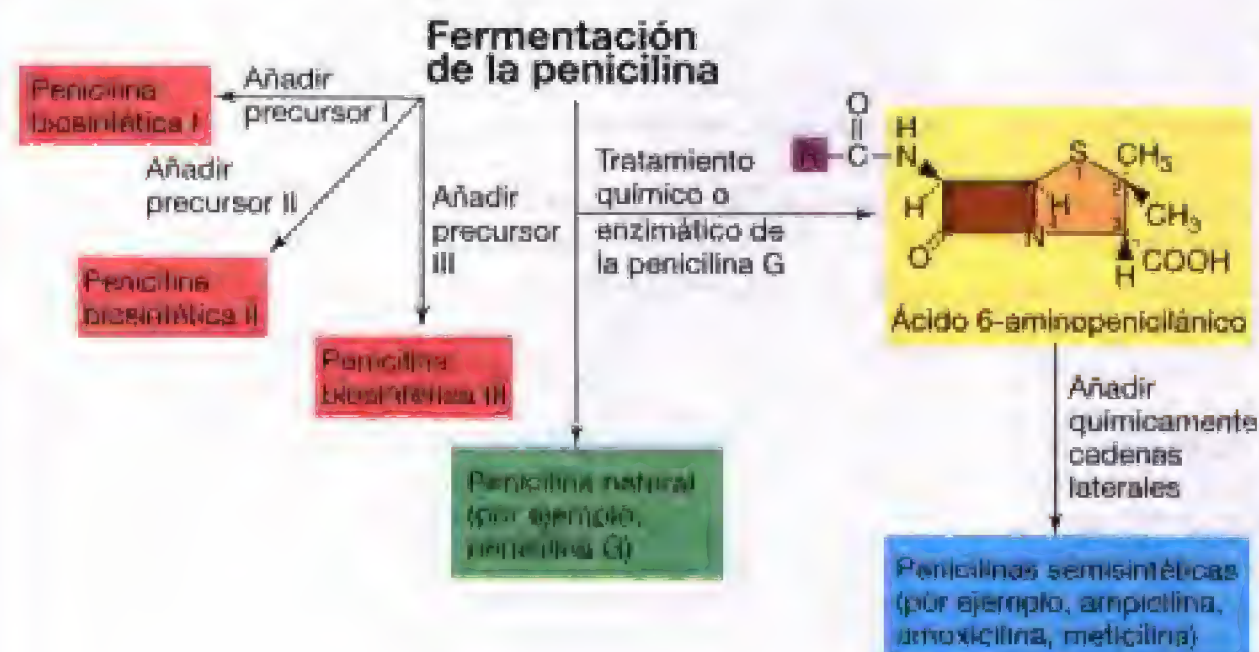 Fermentación
de la penicilina
Penicilina
biosintética I
Añadir
precursor I
Añadir
precursor II
Penicilina
biosintética II
Añadir
precursor
III
Penicilina
biosintética III
Tratamiento
químico o
enzimático de
la penicilina G
Penicilina natural
(por ejemplo,
penicilina G)
O
H
R-C-N
S
1
CH₃
2
H
H
CH₃
N
3
O
H
COOH
Ácido 6-aminopenicilánico
Añadir
químicamente
cadenas
laterales
Penicilinas semisintéticas
(por ejemplo, ampicilina,
amoxicilina, meticilina)